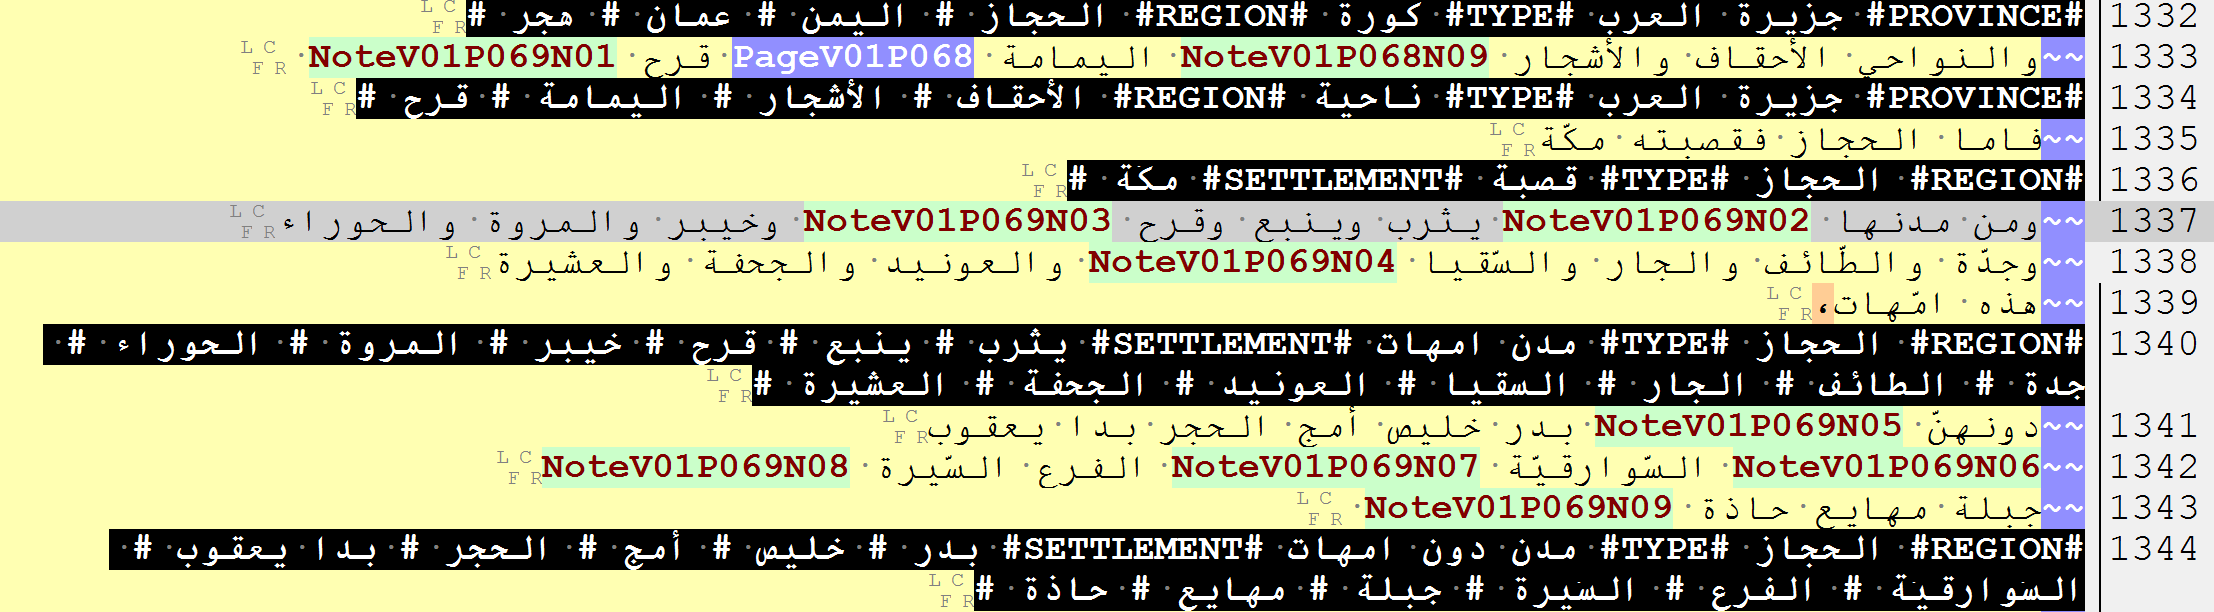 #PROVINCE# جزيرة العرب #TYPE# كورة #REGION# الحجاز # اليمن # عمان # هجر # 1332
~~والنواحي الأحقاف والأشجار NoteV01P068N09 اليمامة PageV01P068 قرح NoteV01P069N01 1333
#PROVINCE# جزيرة العرب #TYPE# ناحية #REGION# الأحقاف # الأشجار # اليمامة # قرح # 1334
~~فاما الحجاز فقصبته مكّة 1335
#REGION# الحجاز #TYPE# قصبة #SETTLEMENT# مكة # 1336
~~ومن مدنها NoteV01P069N02 يثرب وينبع وقرح NoteV01P069N03 وخيبر والمروة والحوراء 1337
~~وجدّة والطّائف والجار والسّقيا NoteV01P069N04 والعونيد والجحفة والعشيرة 1338
~~هذه امّهات، 1339
#REGION# الحجاز #TYPE# مدن امهات #SETTLEMENT# يثرب # ينبع # قرح # خيبر # المروة # الحوراء # 1340
جدة # الطائف # الجار # السقيا # العونيد # الجحفة # العشيرة #
~~دونهنّ NoteV01P069N05 بدر خليص أمج الحجر بدا يعقوب 1341
~~NoteV01P069N06 السّوارقيّة NoteV01P069N07 الفرع السّيرة NoteV01P069N08 1342
~~جبلة مهايع حاذة NoteV01P069N09 1343
#REGION# الحجاز #TYPE# مدن دون امهات #SETTLEMENT# بدر # خليص # أمج # الحجر # بدا يعقوب # 1344
السوارقية # الفرع # السيرة # جبلة # مهايع # حاذة #